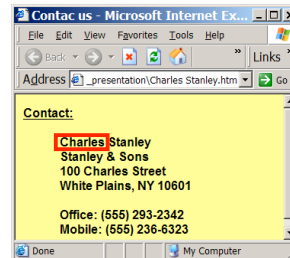 Contac us - Microsoft Internet Ex...
File Edit View Favorites Tools Help
Back » Links »
Address _presentation\Charles Stanley.htm Go
Contact:
Charles Stanley
Stanley & Sons
100 Charles Street
White Plains, NY 10601
Office: (555) 293-2342
Mobile: (555) 236-6323
Done My Computer